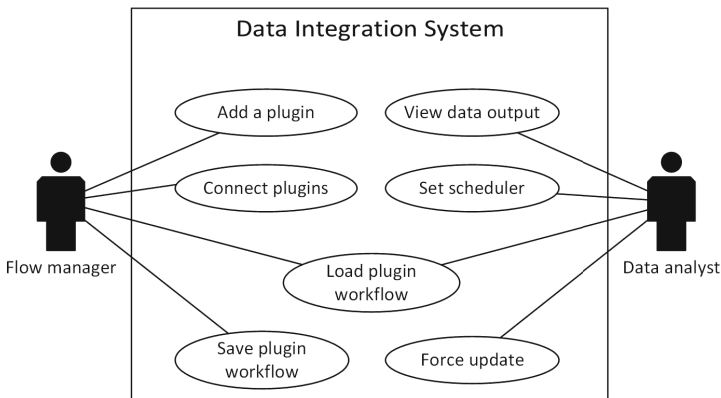 Data Integration System
Add a plugin
View data output
Connect plugins
Set scheduler
Flow manager
Data analyst
Load plugin
workflow
Save plugin
workflow
Force update